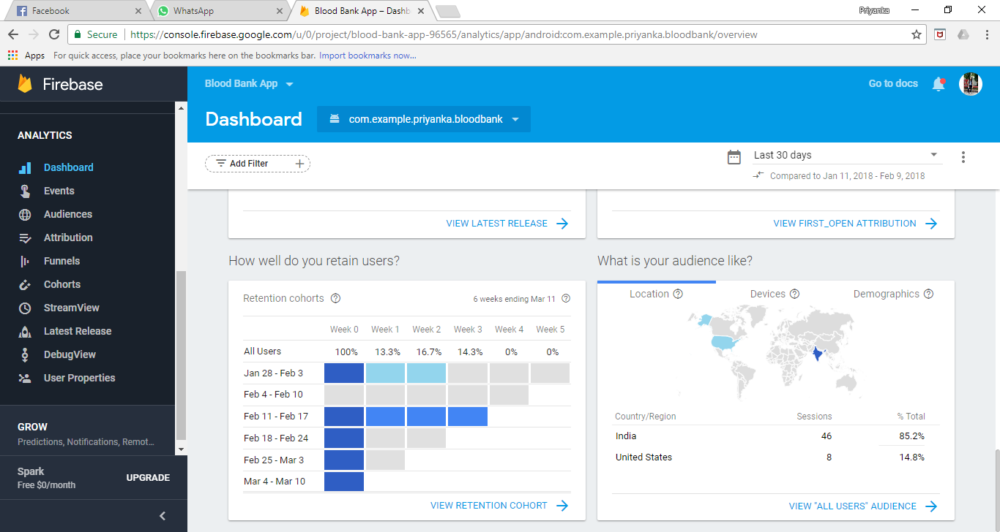 Facebook
WhatsApp
Blood Bank App – Dashb
Priyanka
Secure
https://console.firebase.google.com/u/0/project/blood-bank-app-96565/analytics/app/android:com.example.priyanka.bloodbank/overview
Apps For quick access, place your bookmarks here on the bookmarks bar. Import bookmarks now...
Firebase
ANALYTICS
Dashboard
Events
Audiences
Attribution
Funnels
Cohorts
StreamView
Latest Release
DebugView
User Properties
GROW
Predictions, Notifications, Remot...
Spark
Free $0/month
UPGRADE
Blood Bank App
Go to docs
Dashboard
com.example.priyanka.bloodbank
Add Filter
Last 30 days
Compared to Jan 11, 2018 - Feb 9, 2018
VIEW LATEST RELEASE
VIEW FIRST_OPEN ATTRIBUTION
How well do you retain users?
Retention cohorts
6 weeks ending Mar 11
Week 0 Week 1 Week 2 Week 3 Week 4 Week 5
All Users 100% 13.3% 16.7% 14.3% 0% 0%
Jan 28 - Feb 3
Feb 4 - Feb 10
Feb 11 - Feb 17
Feb 18 - Feb 24
Feb 25 - Mar 3
Mar 4 - Mar 10
VIEW RETENTION COHORT
What is your audience like?
Location Devices Demographics
Country/Region Sessions % Total
India 46 85.2%
United States 8 14.8%
VIEW "ALL USERS" AUDIENCE